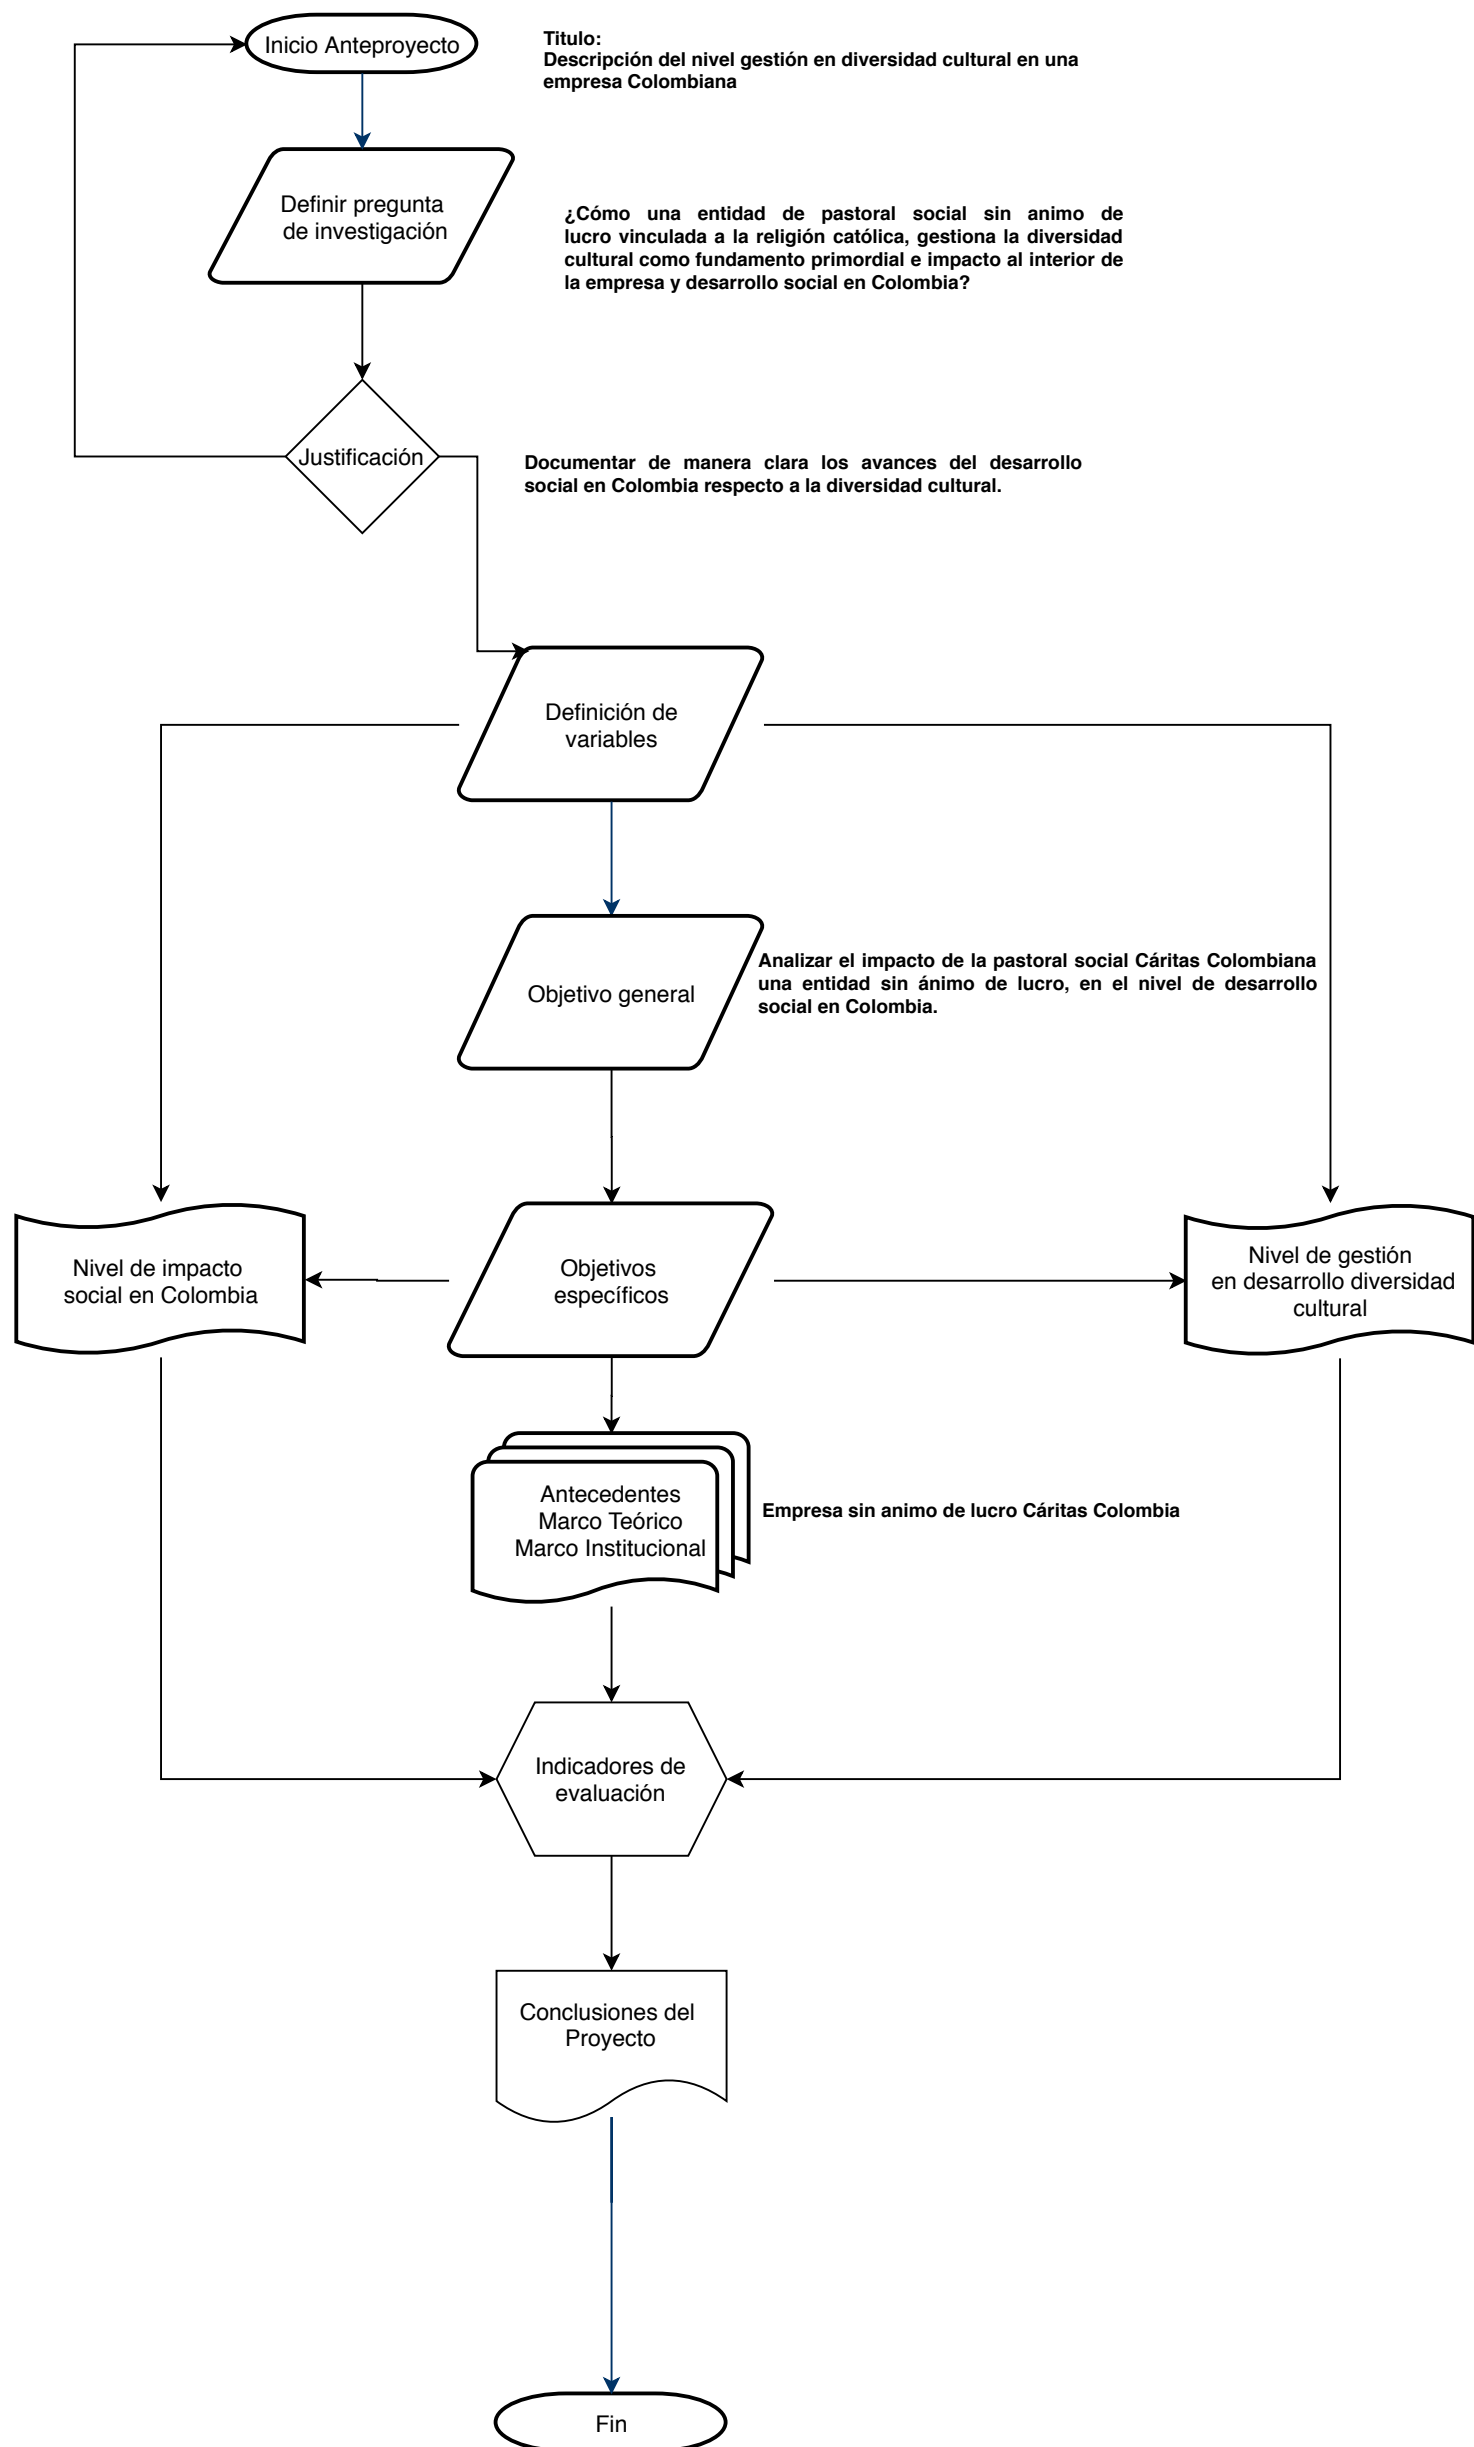 Inicio Anteproyecto
Titulo:
Descripción del nivel gestión en diversidad cultural en una
empresa Colombiana
Definir pregunta
de investigación
¿Cómo una entidad de pastoral social sin animo de
lucro vinculada a la religión católica, gestiona la diversidad
cultural como fundamento primordial e impacto al interior de
la empresa y desarrollo social en Colombia?
Justificación
Documentar de manera clara los avances del desarrollo
social en Colombia respecto a la diversidad cultural.
Definición de
variables
Objetivo general
Analizar el impacto de la pastoral social Cáritas Colombiana
una entidad sin ánimo de lucro, en el nivel de desarrollo
social en Colombia.
Nivel de impacto
social en Colombia
Objetivos
específicos
Nivel de gestión
en desarrollo diversidad
cultural
Antecedentes
Marco Teórico
Marco Institucional
Empresa sin animo de lucro Cáritas Colombia
Indicadores de
evaluación
Conclusiones del
Proyecto
Fin